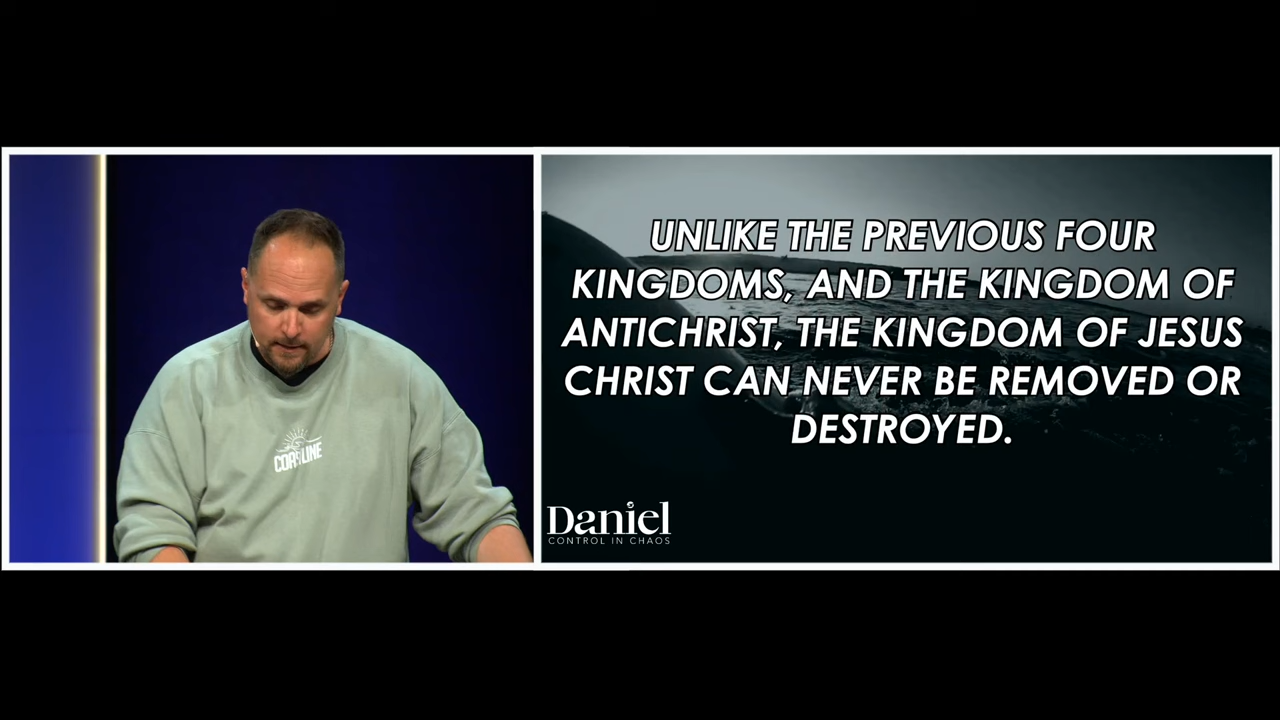 COASTLINE
UNLIKE THE PREVIOUS FOUR
KINGDOMS, AND THE KINGDOM OF
ANTICHRIST, THE KINGDOM OF JESUS
CHRIST CAN NEVER BE REMOVED OR
DESTROYED.
Daniel
CONTROL IN CHAOS